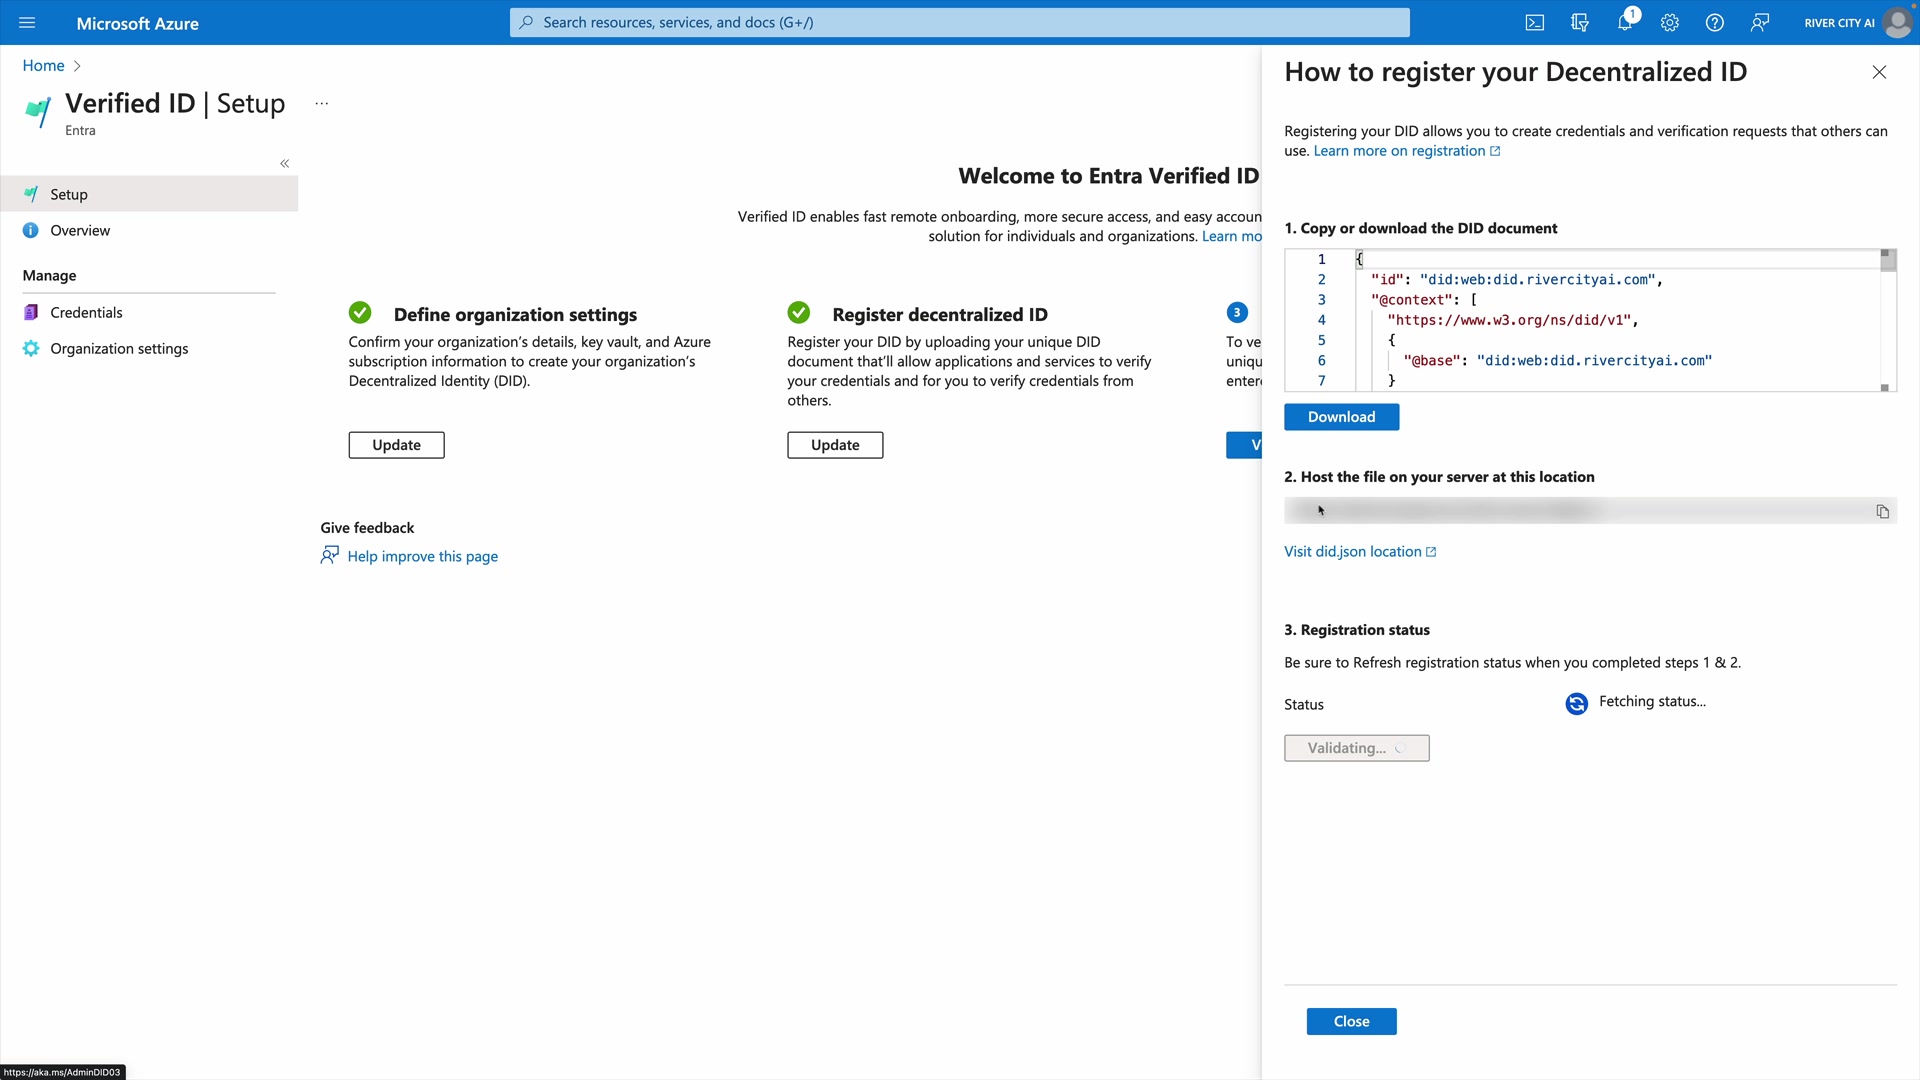 Microsoft Azure
Search resources, services, and docs (G+/)
1
RIVER CITY AI
Home
Verified ID | Setup
...
Entra
Setup
Overview
Manage
Credentials
Organization settings
Welcome to Entra Verified ID
Verified ID enables fast remote onboarding, more secure access, and easy accoun
solution for individuals and organizations. Learn mo
Define organization settings
Confirm your organization's details, key vault, and Azure
subscription information to create your organization's
Decentralized Identity (DID).
Update
Register decentralized ID
Register your DID by uploading your unique DID
document that'll allow applications and services to verify
your credentials and for you to verify credentials from
others.
Update
3
To ve
uniqu
entere
V
Give feedback
Help improve this page
How to register your Decentralized ID
Registering your DID allows you to create credentials and verification requests that others can
use. Learn more on registration
1. Copy or download the DID document
1 {
2 "id": "did:web:did.rivercityai.com",
3 "@context": [
4 "https://www.w3.org/ns/did/v1",
5 {
6 "@base": "did:web:did.rivercityai.com"
7 }
Download
2. Host the file on your server at this location
Visit did.json location
3. Registration status
Be sure to Refresh registration status when you completed steps 1 & 2.
Status
Fetching status...
Validating...
Close
https://aka.ms/AdminDID03